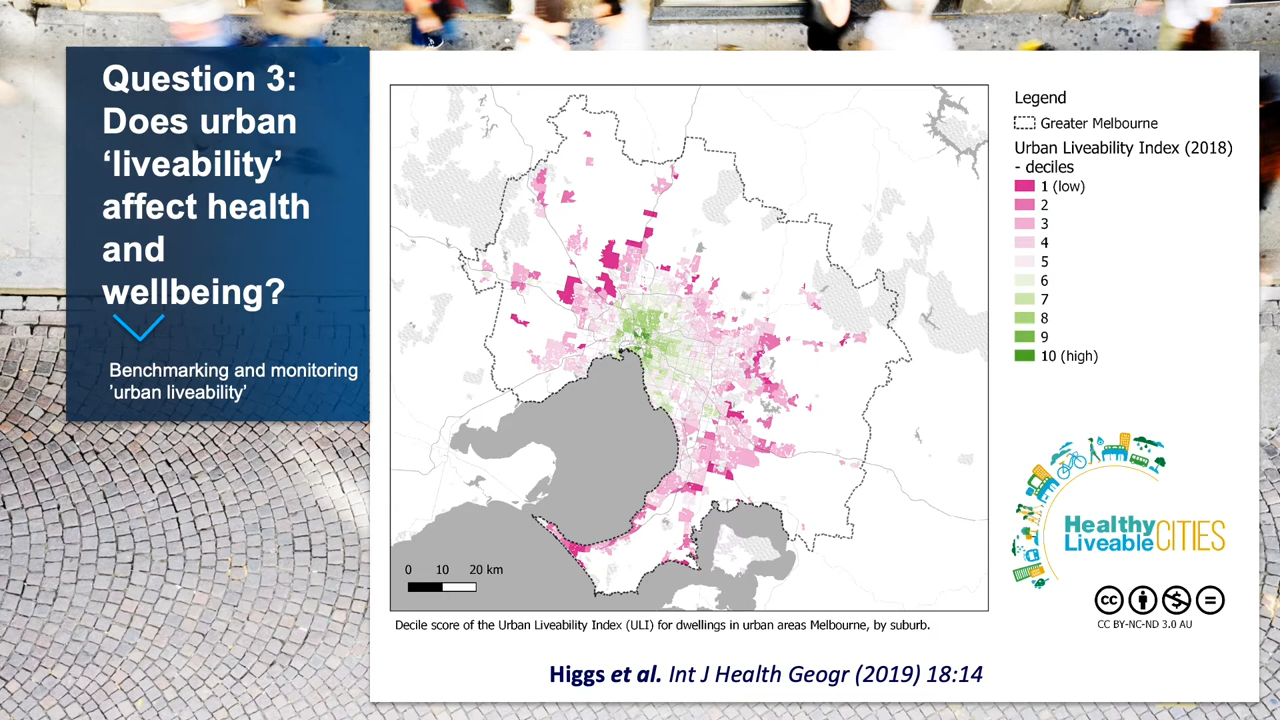 Question 3:
Does urban
‘liveability’
affect health
and
wellbeing?
Benchmarking and monitoring
’urban liveability’
Legend
Greater Melbourne
Urban Liveability Index (2018)
- deciles
1 (low)
2
3
4
5
6
7
8
9
10 (high)
0 10 20 km
Healthy
Liveable CITIES
cc
CC BY-NC-ND 3.0 AU
Decile score of the Urban Liveability Index (ULI) for dwellings in urban areas Melbourne, by suburb.
Higgs et al. Int J Health Geogr (2019) 18:14